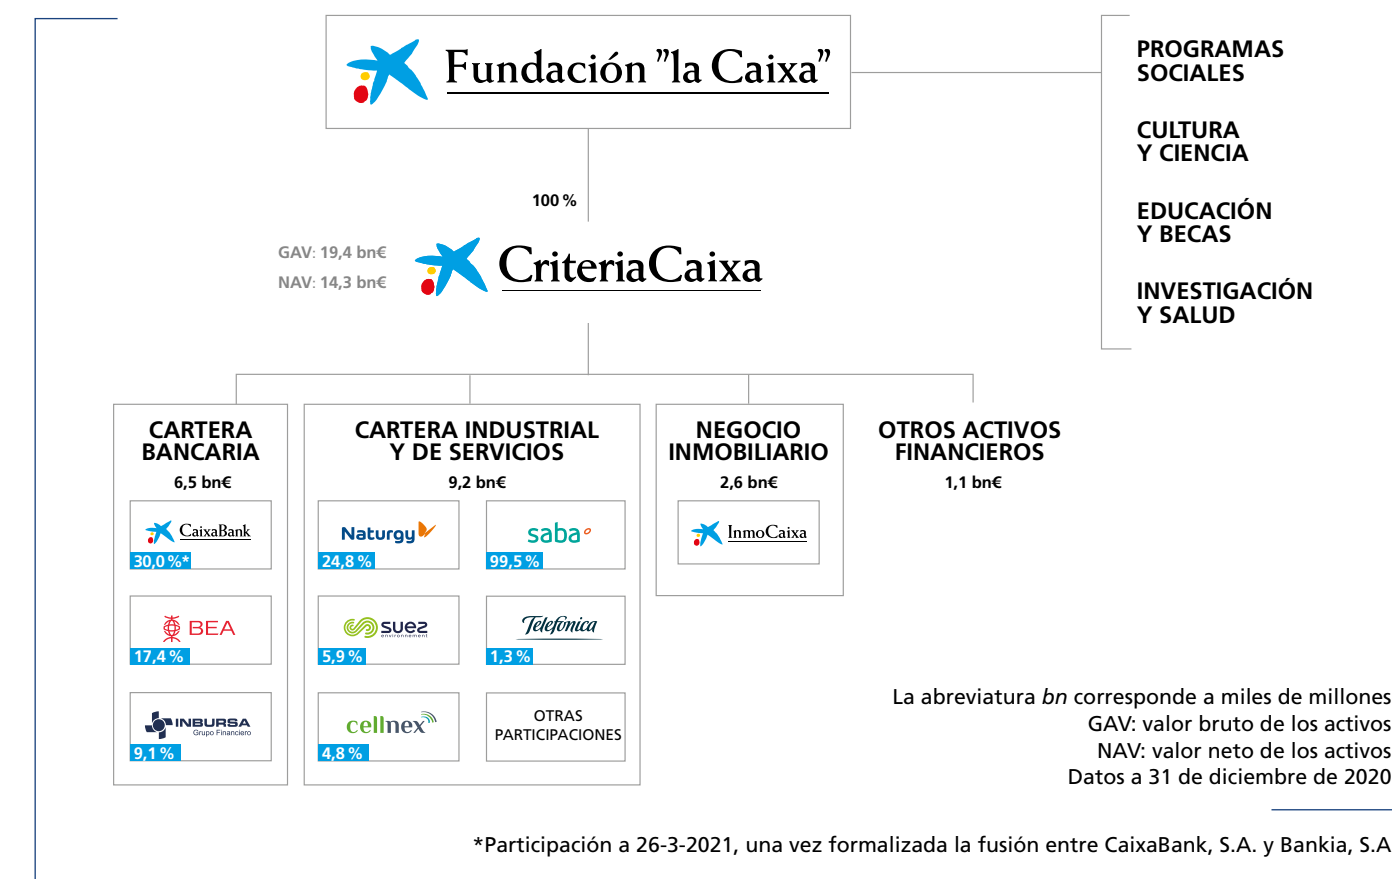 Fundación "la Caixa"
PROGRAMAS
SOCIALES
CULTURA
Y CIENCIA
EDUCACIÓN
Y BECAS
INVESTIGACIÓN
Y SALUD
100 %
GAV: 19,4 bn€
NAV: 14,3 bn€
CriteriaCaixa
CARTERA
BANCARIA
6,5 bn€
CaixaBank
30,0 %*
BEA
17,4 %
INBURSA
Grupo Financiero
9,1 %
CARTERA INDUSTRIAL
Y DE SERVICIOS
9,2 bn€
Naturgy
24,8 %
saba
99,5 %
suez
environnement
5,9 %
Telefónica
1,3 %
cellnex
4,8 %
OTRAS
PARTICIPACIONES
NEGOCIO
INMOBILIARIO
2,6 bn€
InmoCaixa
OTROS ACTIVOS
FINANCIEROS
1,1 bn€
La abreviatura bn corresponde a miles de millones
GAV: valor bruto de los activos
NAV: valor neto de los activos
Datos a 31 de diciembre de 2020
*Participación a 26-3-2021, una vez formalizada la fusión entre CaixaBank, S.A. y Bankia, S.A